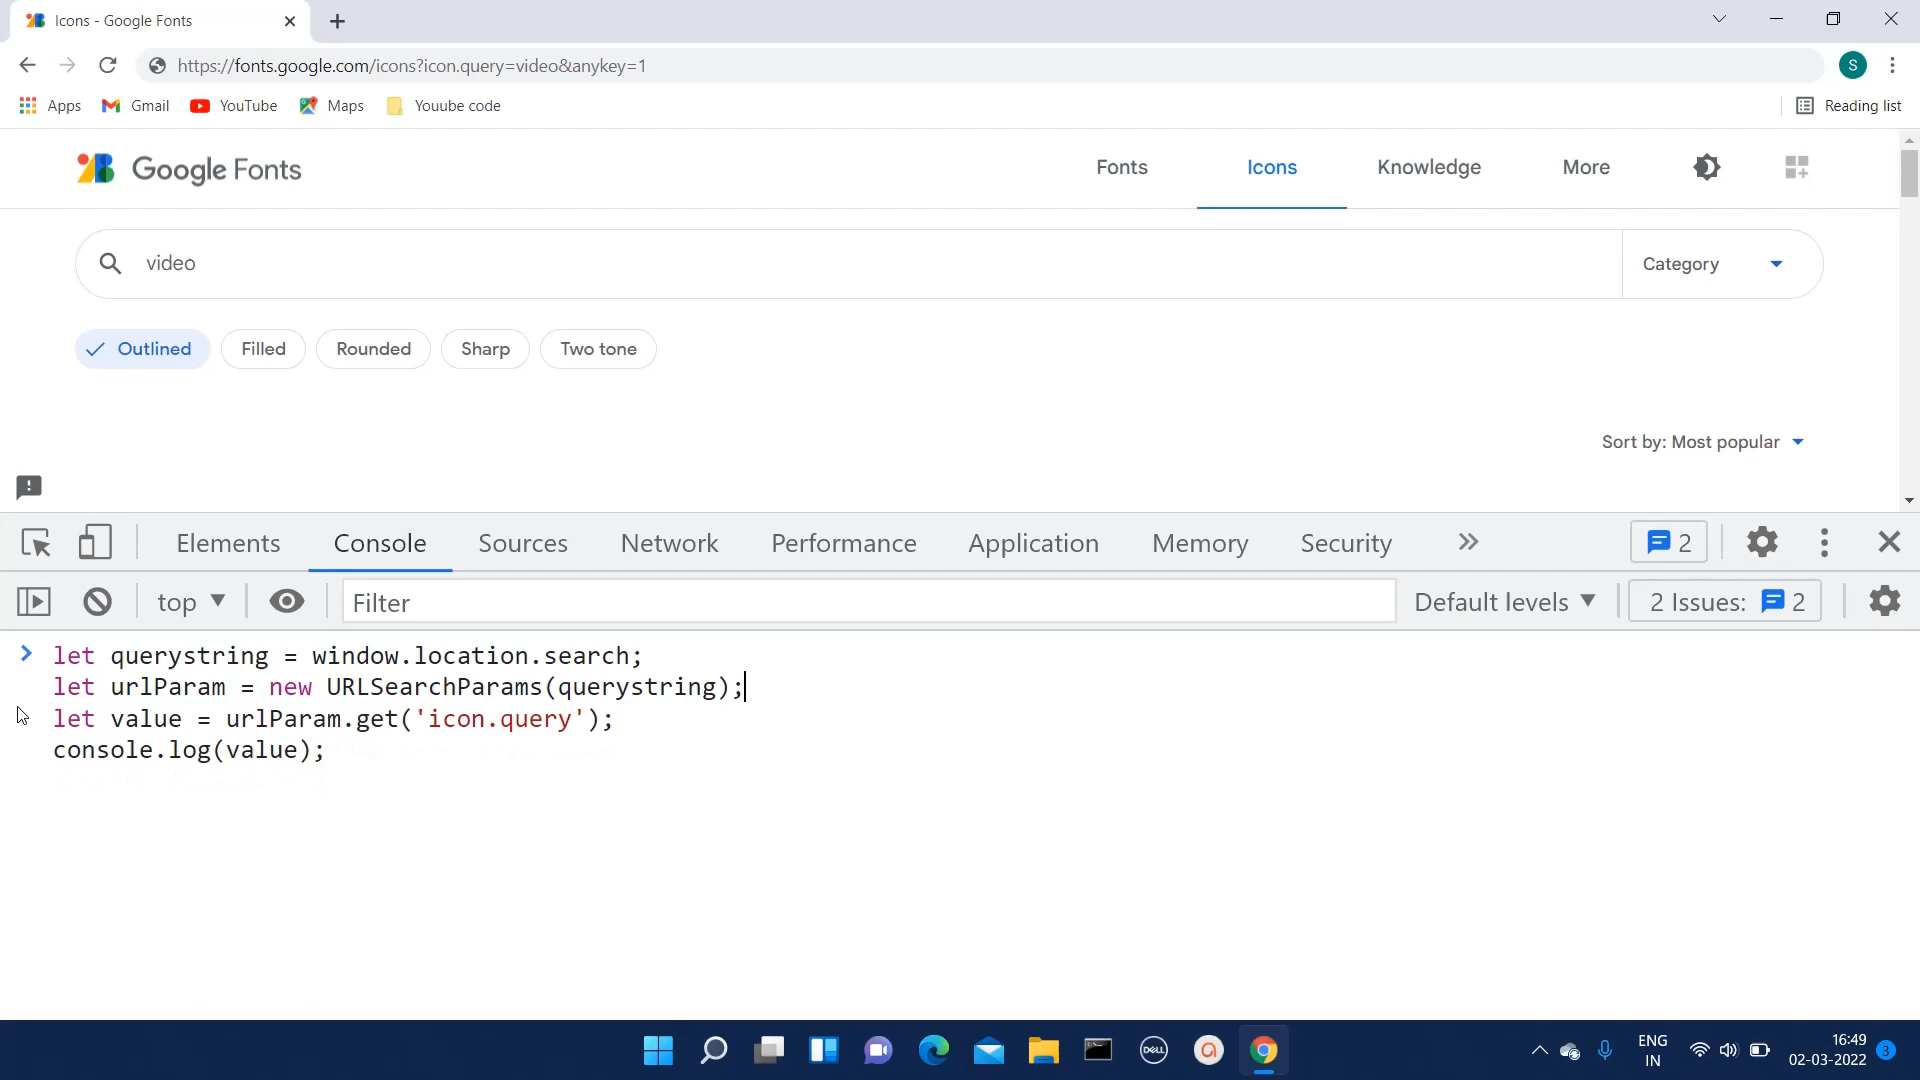 Icons - Google Fonts
https://fonts.google.com/icons?icon.query=video&anykey=1
S
Apps
Gmail
YouTube
Maps
Youube code
Reading list
Google Fonts
Fonts
Icons
Knowledge
More
video
Category
Outlined
Filled
Rounded
Sharp
Two tone
Sort by: Most popular
Elements
Console
Sources
Network
Performance
Application
Memory
Security
2
top
Filter
Default levels
2 Issues:
2
let querystring = window.location.search;
let urlParam = new URLSearchParams(querystring);
let value = urlParam.get('icon.query');
console.log(value);
DELL
ENG
IN
16:49
02-03-2022
3